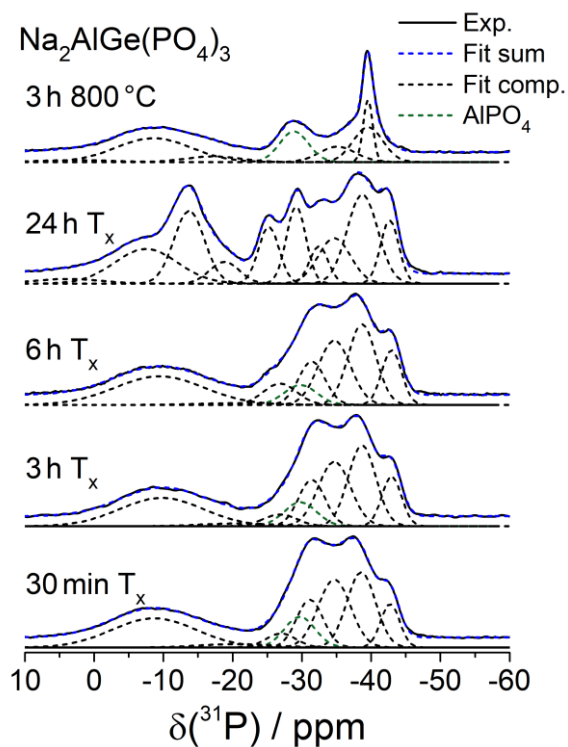 Na₂AlGe(PO₄)₃
Exp.
Fit sum
Fit comp.
AlPO₄
3 h 800 °C
24 h Tₓ
6 h Tₓ
3 h Tₓ
30 min Tₓ
10 0 -10 -20 -30 -40 -50 -60
δ(³¹P) / ppm